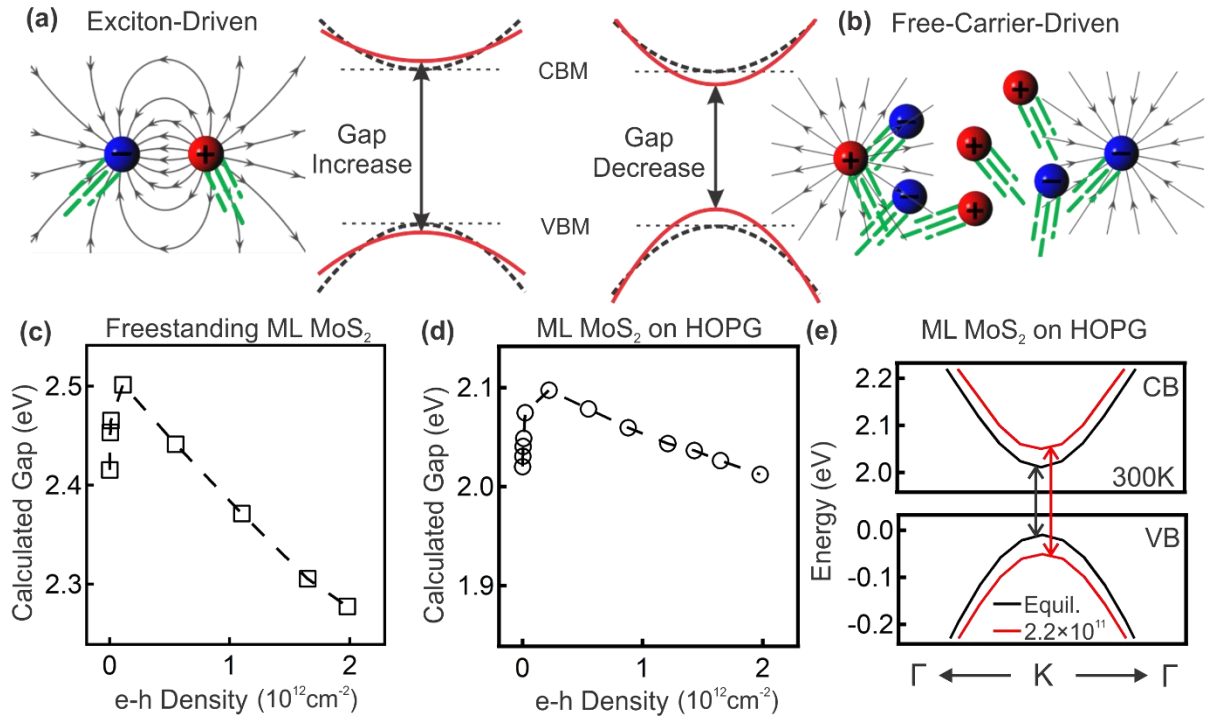 (a) Exciton-Driven
Gap
Increase
CBM
VBM
Gap
Decrease
(b) Free-Carrier-Driven
−
+
+
−
−
+
+
+
−
−
(c) Freestanding ML MoS₂
Calculated Gap (eV)
2.5
2.4
2.3
0 1 2
e-h Density (10¹²cm⁻²)
(d) ML MoS₂ on HOPG
Calculated Gap (eV)
2.1
2.0
1.9
0 1 2
e-h Density (10¹²cm⁻²)
(e) ML MoS₂ on HOPG
Energy (eV)
2.2
2.1
2.0
CB
300K
0.0
-0.1
-0.2
VB
Equil.
2.2×10¹¹
Γ ← K → Γ